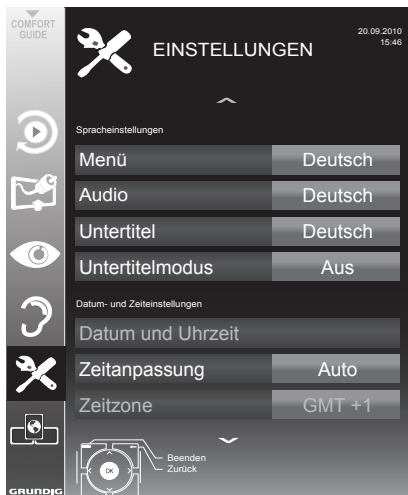 COMFORT
GUIDE
EINSTELLUNGEN
20.09.2010
15:46
Spracheinstellungen
Menü Deutsch
Audio Deutsch
Untertitel Deutsch
Untertitelmodus Aus
Datum- und Zeiteinstellungen
Datum und Uhrzeit
Zeitanpassung Auto
Zeitzone GMT +1
OK
Beenden
Zurück
GRUNDIG